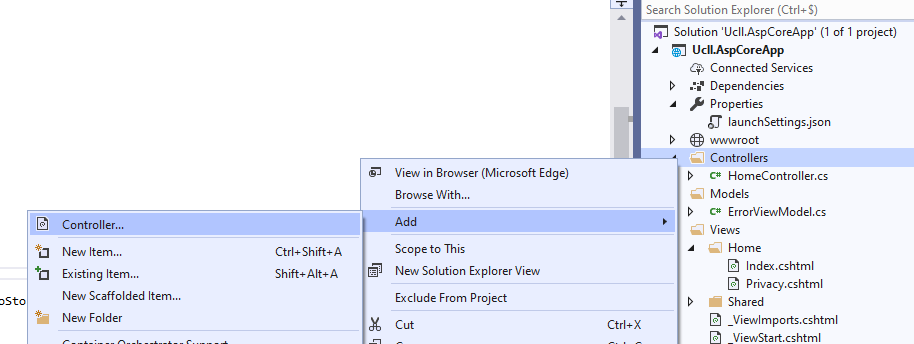 Search Solution Explorer (Ctrl+$)
Solution 'Ucll.AspCoreApp' (1 of 1 project)
Ucll.AspCoreApp
Connected Services
Dependencies
Properties
launchSettings.json
wwwroot
Controllers
HomeController.cs
Models
ErrorViewModel.cs
Views
Home
Index.cshtml
Privacy.cshtml
Shared
_ViewImports.cshtml
_ViewStart.cshtml
View in Browser (Microsoft Edge)
Browse With...
Add
Scope to This
New Solution Explorer View
Exclude From Project
Cut Ctrl+X
Controller...
New Item... Ctrl+Shift+A
Existing Item... Shift+Alt+A
New Scaffolded Item...
New Folder
Container Orchestrator Support